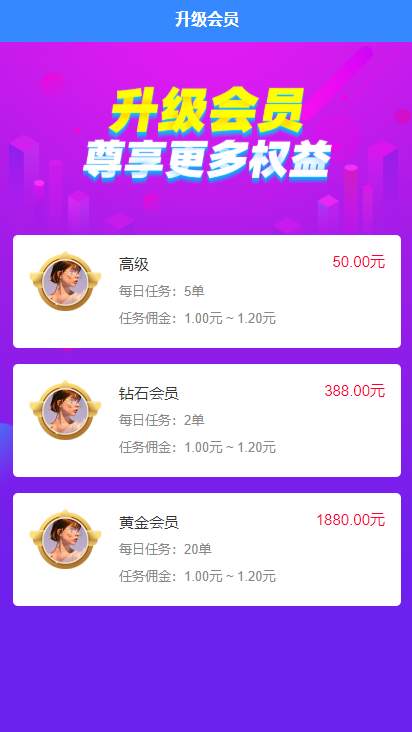 升级会员
升级会员
尊享更多权益
高级
50.00元
每日任务：5单
任务佣金：1.00元 ~ 1.20元
钻石会员
388.00元
每日任务：2单
任务佣金：1.00元 ~ 1.20元
黄金会员
1880.00元
每日任务：20单
任务佣金：1.00元 ~ 1.20元